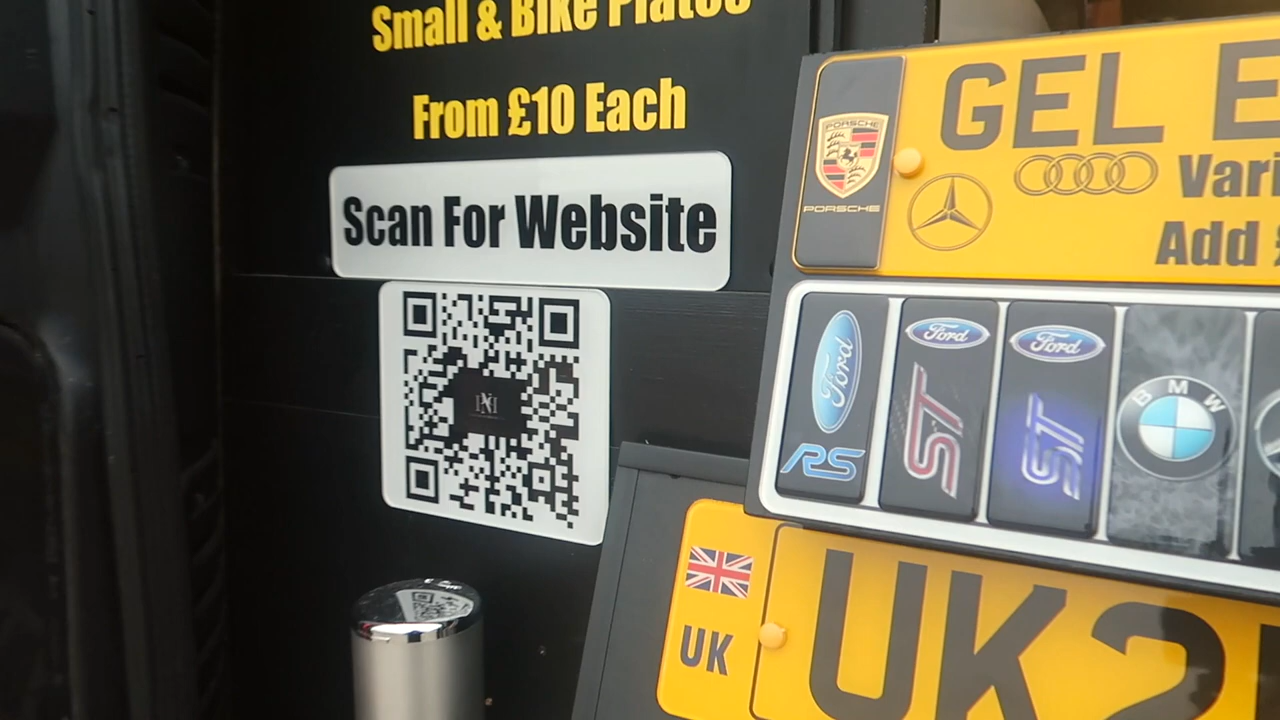 Small & Bike Plates
From £10 Each
Scan For Website
PORSCHE
PORSCHE
GEL E
Vari
Add £
Ford
RS
Ford
ST
Ford
ST
BMW
UK
UK2